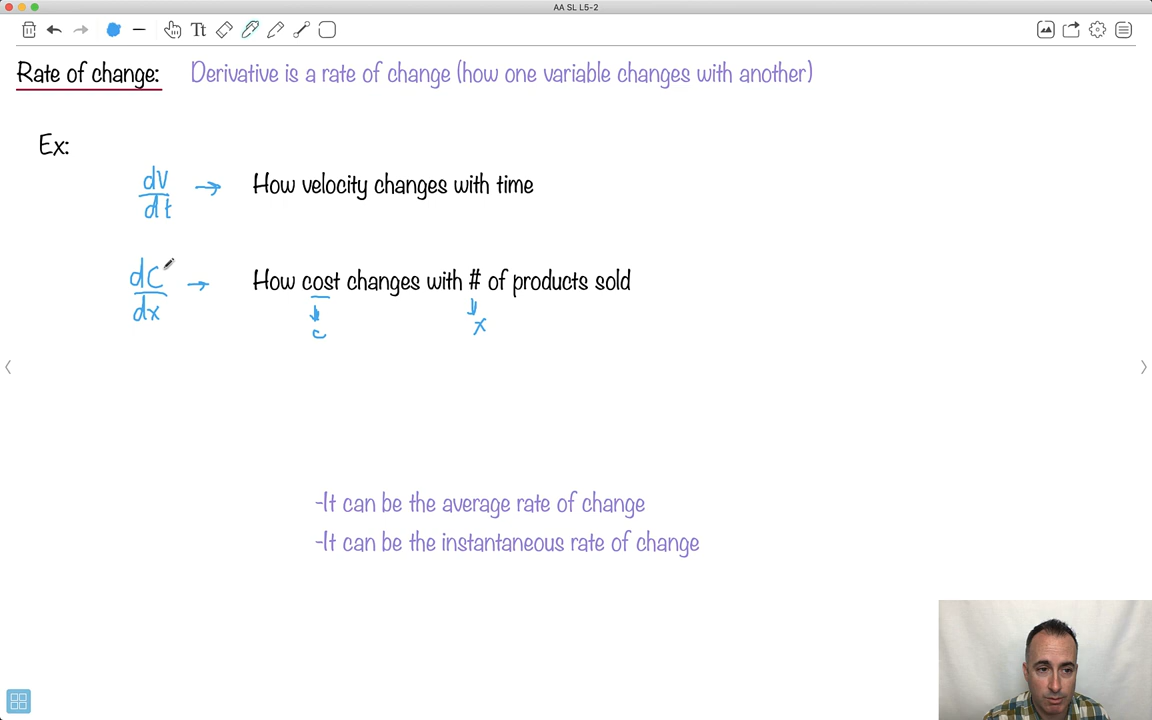 AA SL L5-2
Tt
Rate of change: Derivative is a rate of change (how one variable changes with another)
Ex:
dv/dt → How velocity changes with time
dC/dx → How cost changes with # of products sold
c x
-It can be the average rate of change
-It can be the instantaneous rate of change